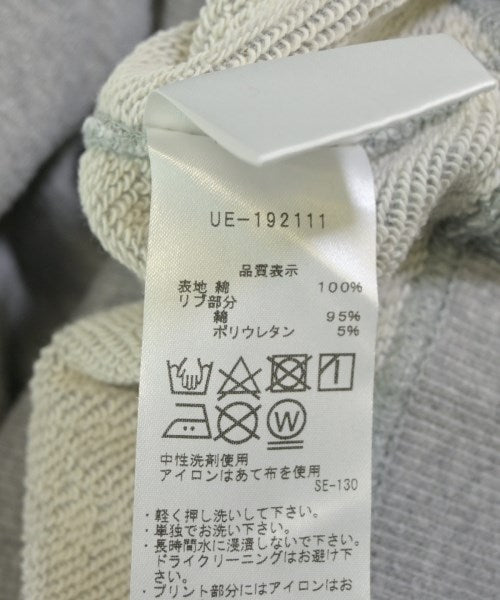 UE-192111
品質表示
表地 綿 100%
リブ部分
綿 95%
ポリウレタン 5%
W
中性洗剤使用
アイロンはあて布を使用
SE-130
・軽く押し洗いして下さい。
・単独でお洗い下さい。
・長時間水に浸漬しないで下さい。
ドライクリーニングはお避け下
さい。
・プリント部分にはアイロンはお